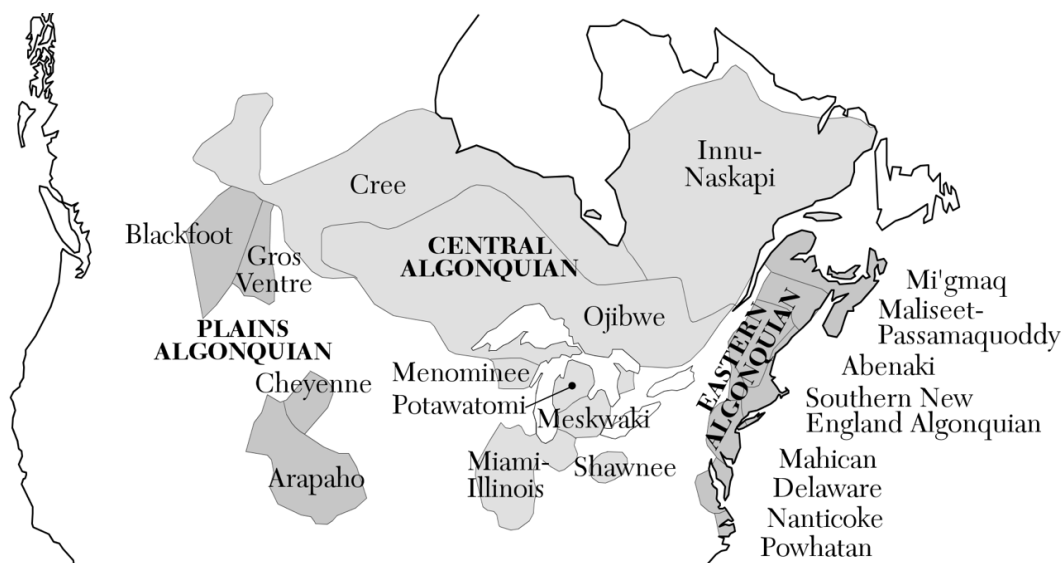 Innu-
Naskapi
Cree
Blackfoot
Gros
Ventre
CENTRAL
ALGONQUIAN
PLAINS
ALGONQUIAN
Ojibwe
Mi'gmaq
Maliseet-
Passamaquoddy
EASTERN
ALGONQUIAN
Abenaki
Menominee
Cheyenne
Potawatomi
Meskwaki
Southern New
England Algonquian
Arapaho
Miami-
Illinois
Shawnee
Mahican
Delaware
Nanticoke
Powhatan